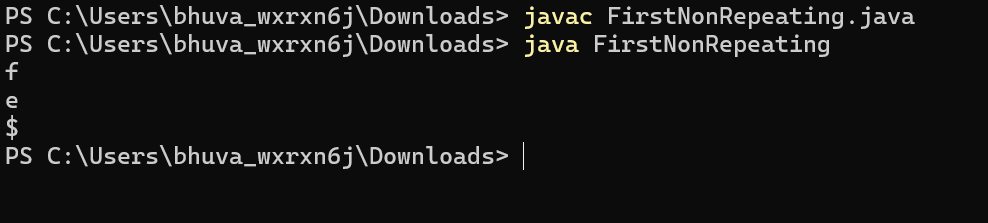 PS C:\Users\bhuva_wxrxn6j\Downloads> javac FirstNonRepeating.java
PS C:\Users\bhuva_wxrxn6j\Downloads> java FirstNonRepeating
f
e
$
PS C:\Users\bhuva_wxrxn6j\Downloads>